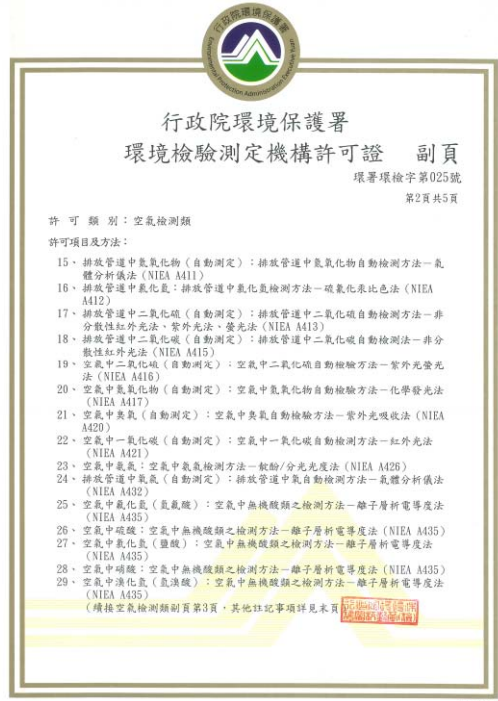 行政院環境保護署
Environmental Protection Administration Executive Yuan
行政院環境保護署
環境檢驗測定機構許可證 副頁
環署環檢字第025號
第2頁共5頁
許可類別：空氣檢測類
許可項目及方法：
15、排放管道中氮氧化物（自動測定）：排放管道中氮氧化物自動檢測方法－氣
體分析儀法（NIEA A411）
16、排放管道中氯化氫：排放管道中氯化氫檢測方法－硫氰化汞比色法（NIEA
A412）
17、排放管道中二氧化硫（自動測定）：排放管道中二氧化硫自動檢測方法－非
分散性紅外光法、紫外光法、螢光法（NIEA A413）
18、排放管道中二氧化碳（自動測定）：排放管道中二氧化碳自動檢測法－非分
散性紅外光法（NIEA A415）
19、空氣中二氧化硫（自動測定）：空氣中二氧化硫自動檢驗方法－紫外光螢光
法（NIEA A416）
20、空氣中氮氧化物（自動測定）：空氣中氮氧化物自動檢驗方法－化學發光法
（NIEA A417）
21、空氣中臭氧（自動測定）：空氣中臭氧自動檢驗方法－紫外光吸收法（NIEA
A420）
22、空氣中一氧化碳（自動測定）：空氣中一氧化碳自動檢測方法－紅外光法
（NIEA A421）
23、空氣中氨氣：空氣中氨氣檢測方法－靛酚/分光光度法（NIEA A426）
24、排放管道中氧氣（自動測定）：排放管道中氧自動檢測方法－氣體分析儀法
（NIEA A432）
25、空氣中氟化氫（氫氟酸）：空氣中無機酸類之檢測方法－離子層析電導度法
（NIEA A435）
26、空氣中硫酸：空氣中無機酸類之檢測方法－離子層析電導度法（NIEA A435）
27、空氣中氯化氫（鹽酸）：空氣中無機酸類之檢測方法－離子層析電導度法
（NIEA A435）
28、空氣中硝酸：空氣中無機酸類之檢測方法－離子層析電導度法（NIEA A435）
29、空氣中溴化氫（氫溴酸）：空氣中無機酸類之檢測方法－離子層析電導度法
（NIEA A435）
（續接空氣檢測類副頁第3頁，其他註記事項詳見末頁